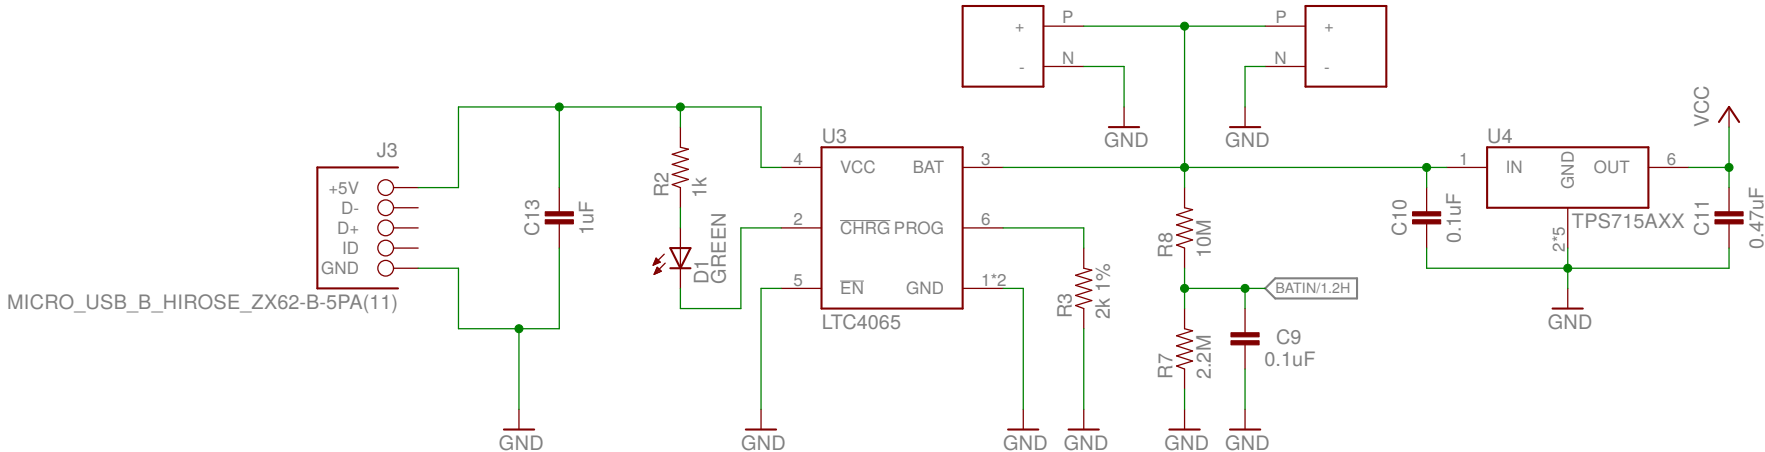 P
+
N
-
GND
P
+
N
-
GND
J3
+5V
D-
D+
ID
GND
MICRO_USB_B_HIROSE_ZX62-B-5PA(11)
C13
1uF
GND
R2
1k
D1
GREEN
U3
4
VCC
BAT
3
2
CHRG
PROG
6
5
EN
GND
1*2
LTC4065
GND
GND
R3
2k 1%
GND
R8
10M
BATIN/1.2H
R7
2.2M
GND
C9
0.1uF
GND
C10
0.1uF
U4
1
IN
GND
OUT
6
2*5
TPS715AXX
GND
VCC
C11
0.47uF